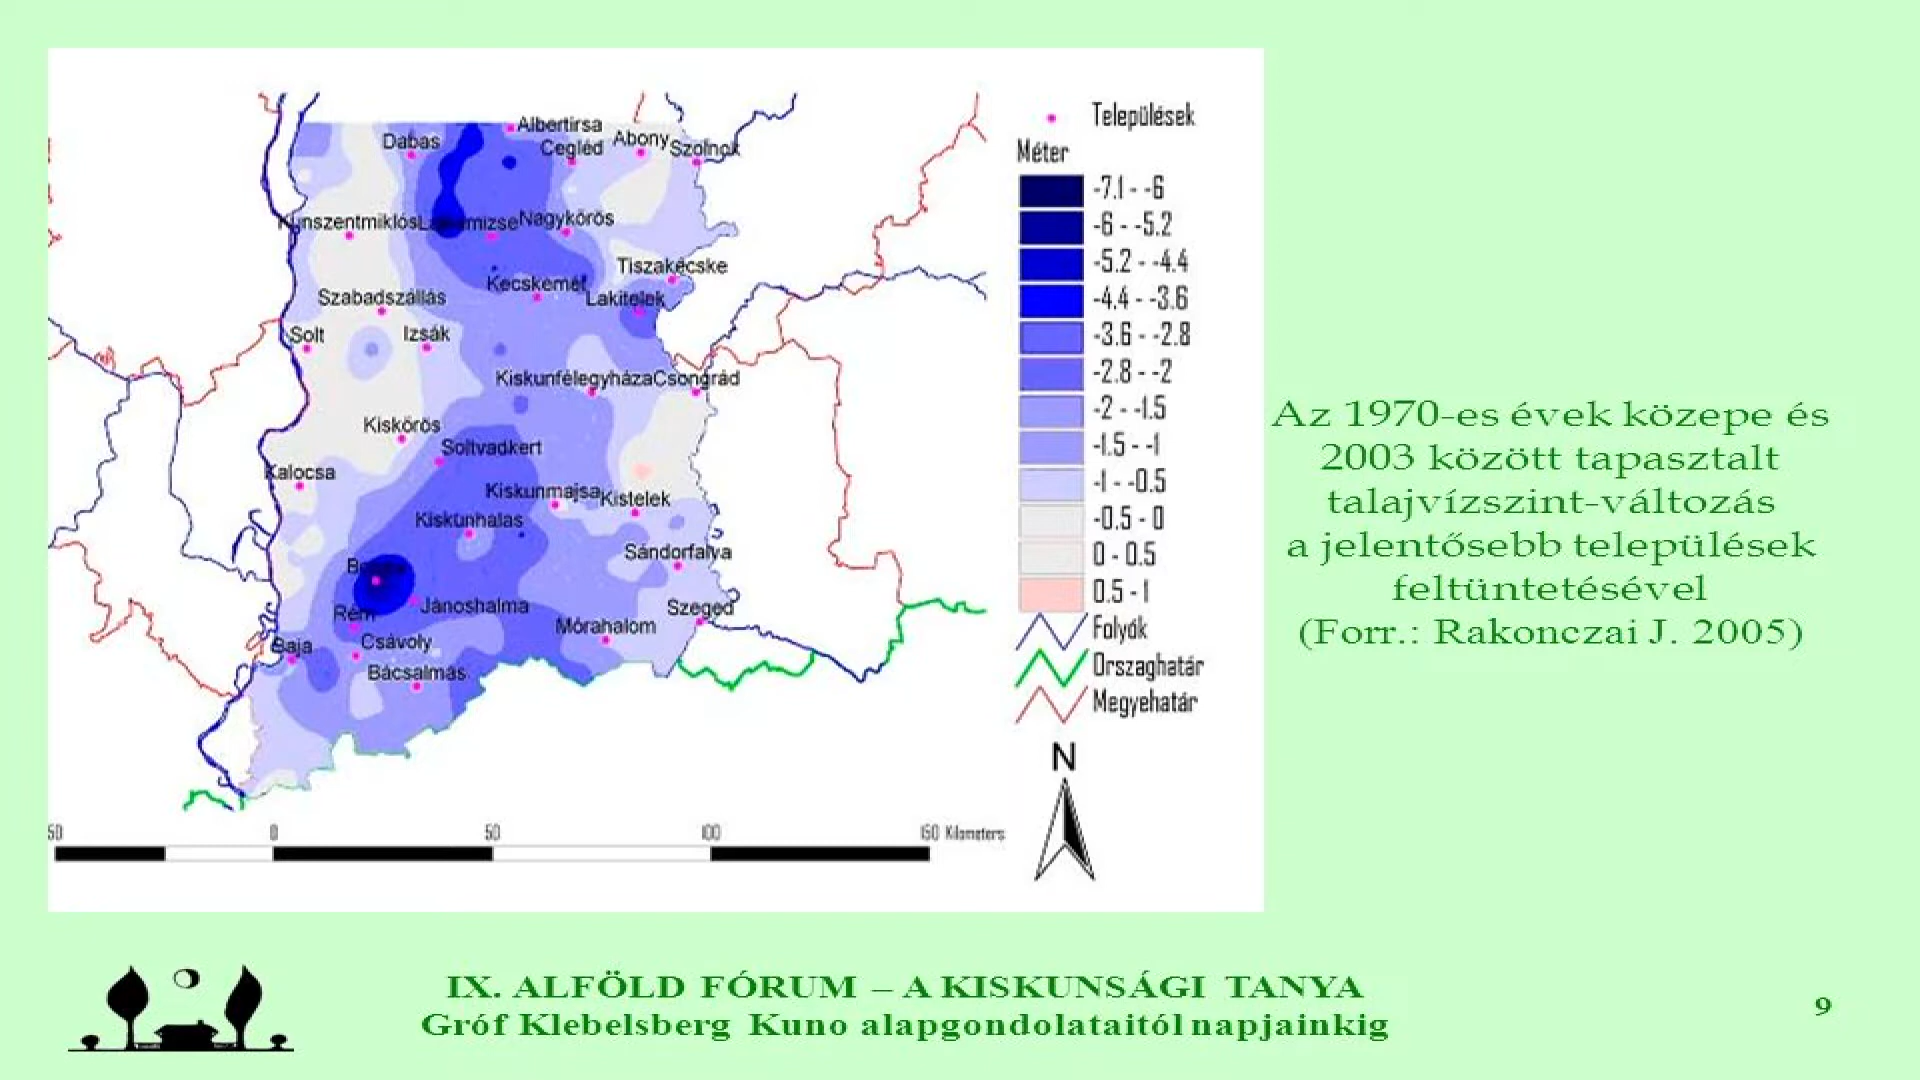 Albertirsa
Dabas
Cegléd
Abony
Szolnok
Nagykőrös
Tiszakécske
Kecskemét
Lakitelek
Szabadszállás
Solt
Izsák
Kiskunfélegyháza
Csongrád
Kiskőrös
Soltvadkert
Kalocsa
Kiskunmajsa
Kistelek
Kiskunhalas
Sándorfalva
Jánoshalma
Rém
Szeged
Mórahalom
Csávoly
Baja
Bácsalmás
50 0 50 100 150 Kilometers
Települések
Méter
-7.1 - -6
-6 - -5.2
-5.2 - -4.4
-4.4 - -3.6
-3.6 - -2.8
-2.8 - -2
-2 - -1.5
-1.5 - -1
-1 - -0.5
-0.5 - 0
0 - 0.5
0.5 - 1
Folyók
Országhatár
Megyehatár
N
Az 1970-es évek közepe és
2003 között tapasztalt
talajvízszint-változás
a jelentősebb települések
feltüntetésével
(Forr.: Rakonczai J. 2005)
IX. ALFÖLD FÓRUM – A KISKUNSÁGI TANYA
Gróf Klebelsberg Kuno alapgondolataitól napjainkig
9